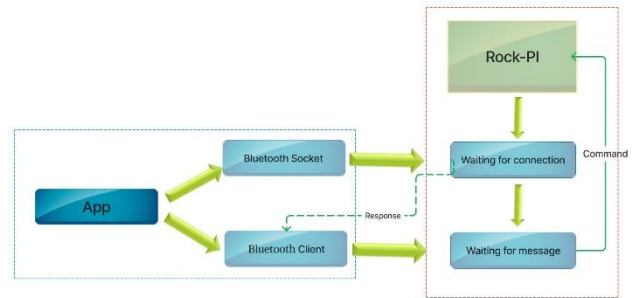 Rock-PI
Bluetooth Socket
Waiting for connection
Command
App
Response
Bluetooth Client
Waiting for message